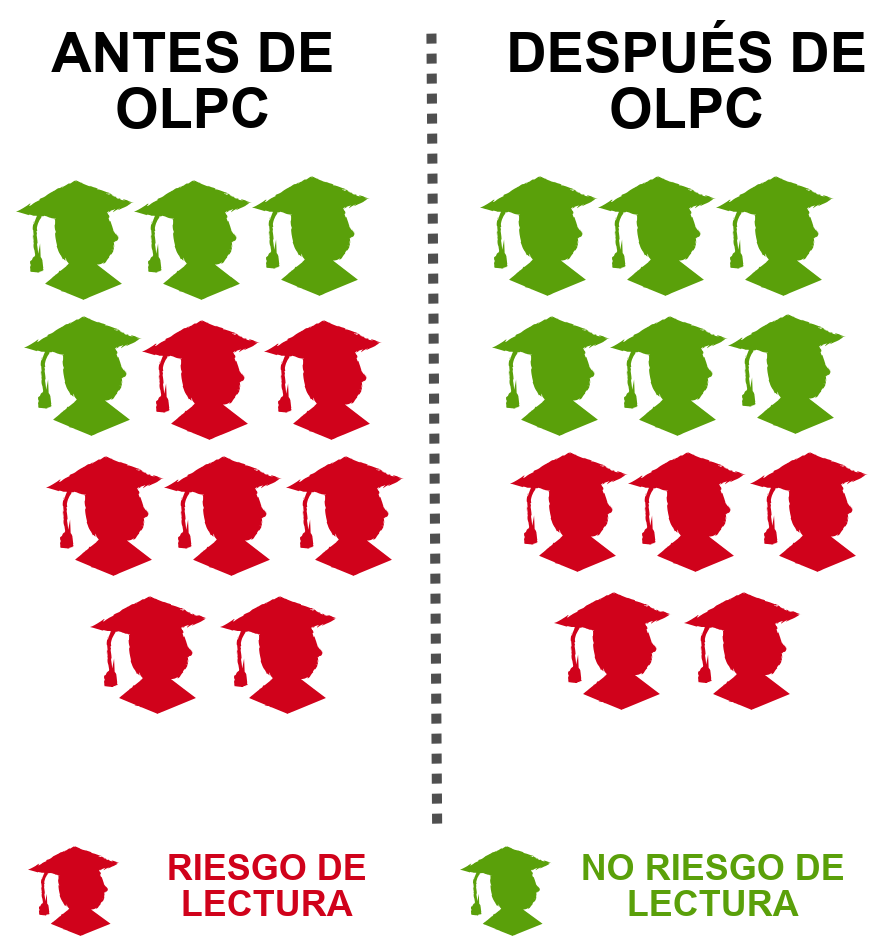 ANTES DE
OLPC
DESPUÉS DE
OLPC
RIESGO DE
LECTURA
NO RIESGO DE
LECTURA